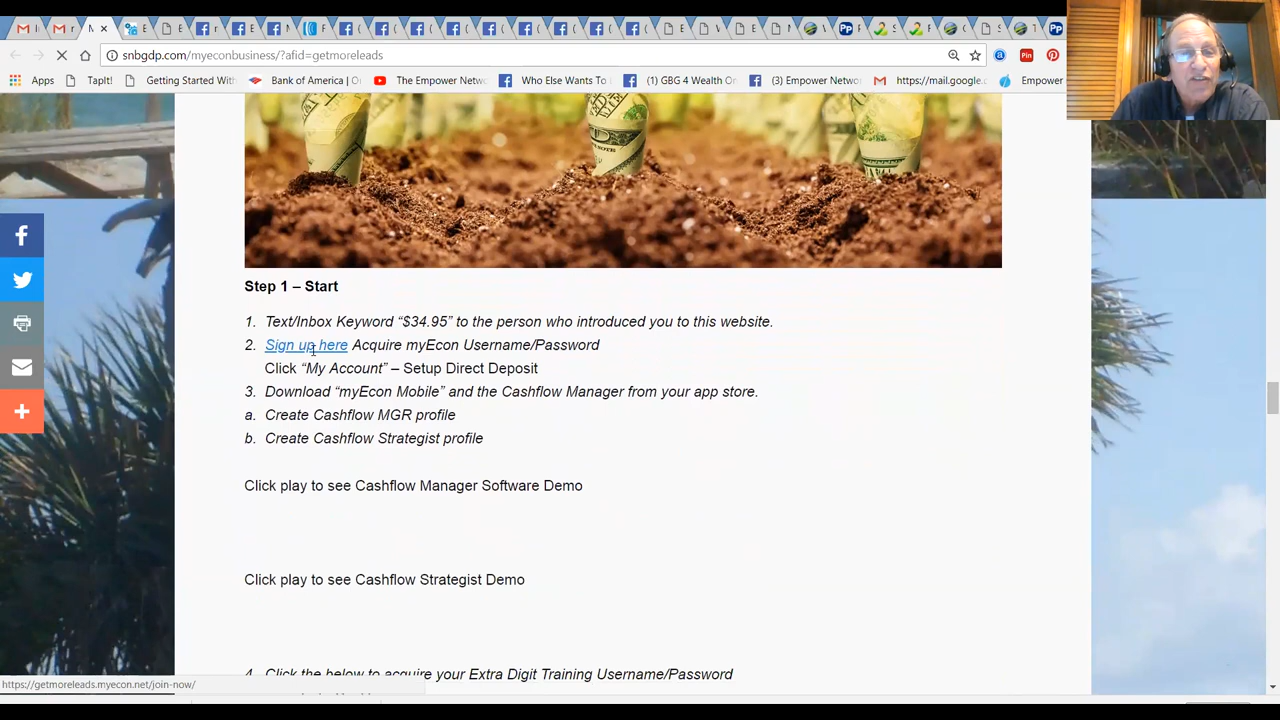 snbgdp.com/myeconbusiness/?afid=getmoreleads
Apps TapIt! Getting Started With Bank of America | O The Empower Netw Who Else Wants To (1) GBG 4 Wealth Or (3) Empower Netwo https://mail.google.c Empower
Step 1 – Start
1. Text/Inbox Keyword “$34.95” to the person who introduced you to this website.
2. Sign up here Acquire myEcon Username/Password
Click “My Account” – Setup Direct Deposit
3. Download “myEcon Mobile” and the Cashflow Manager from your app store.
a. Create Cashflow MGR profile
b. Create Cashflow Strategist profile
Click play to see Cashflow Manager Software Demo
Click play to see Cashflow Strategist Demo
4. Click the below to acquire your Extra Digit Training Username/Password
https://getmoreleads.myecon.net/join-now/